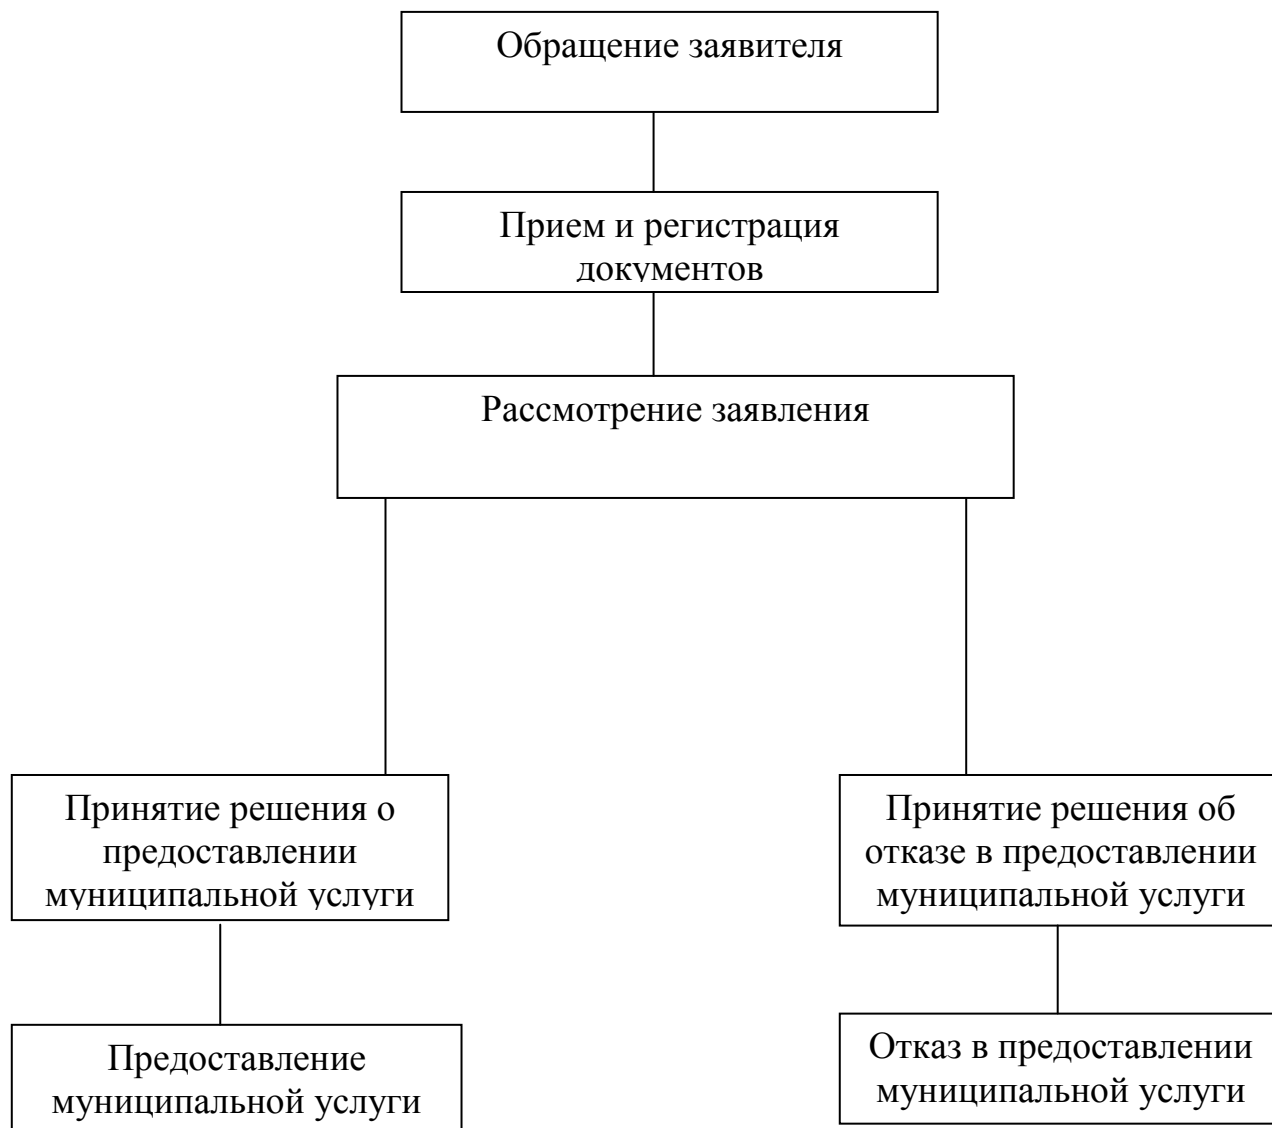 Обращение заявителя
Прием и регистрация
документов
Рассмотрение заявления
Принятие решения о
предоставлении
муниципальной услуги
Принятие решения об
отказе в предоставлении
муниципальной услуги
Предоставление
муниципальной услуги
Отказ в предоставлении
муниципальной услуги